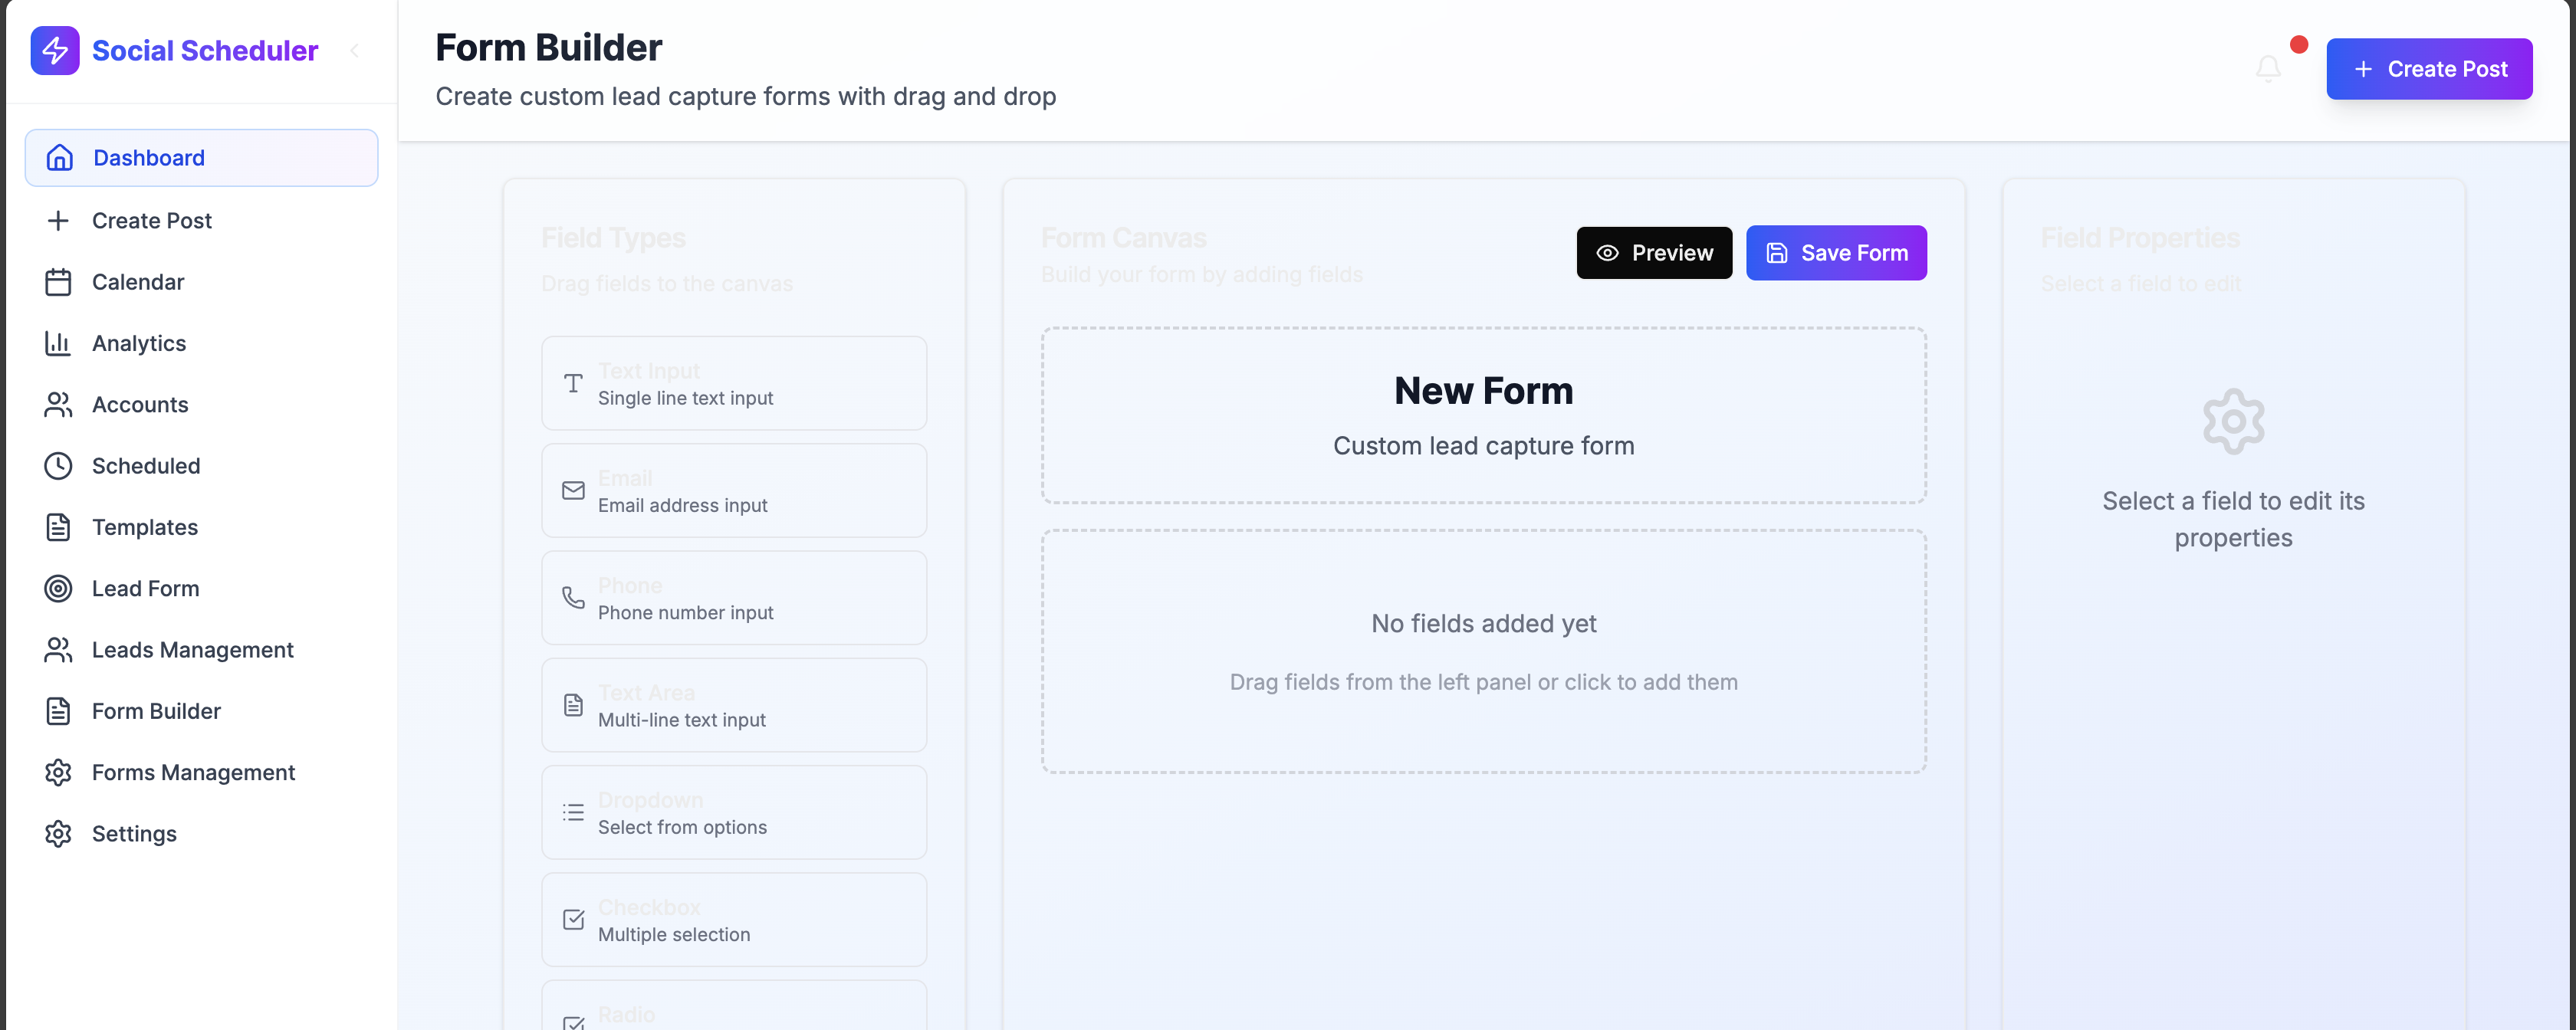 Social Scheduler
Dashboard
Create Post
Calendar
Analytics
Accounts
Scheduled
Templates
Lead Form
Leads Management
Form Builder
Forms Management
Settings
Form Builder
Create custom lead capture forms with drag and drop
Create Post
Field Types
Drag fields to the canvas
Text Input
Single line text input
Email
Email address input
Phone
Phone number input
Text Area
Multi-line text input
Dropdown
Select from options
Checkbox
Multiple selection
Radio
Form Canvas
Build your form by adding fields
Preview
Save Form
New Form
Custom lead capture form
No fields added yet
Drag fields from the left panel or click to add them
Field Properties
Select a field to edit
Select a field to edit its
properties